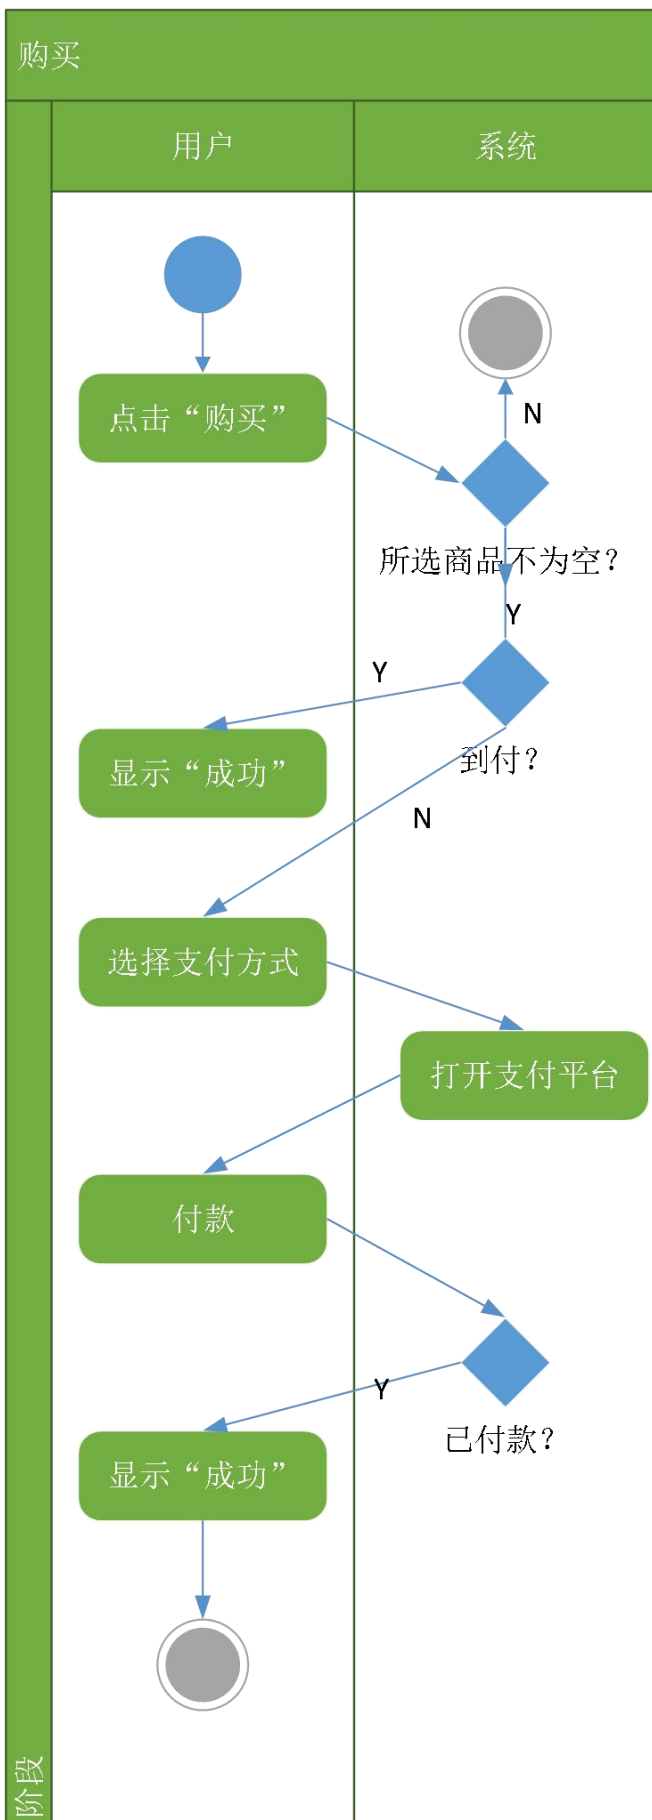 购买
用户
系统
点击“购买”
N
所选商品不为空？
Y
Y
显示“成功”
到付？
N
选择支付方式
打开支付平台
付款
Y
已付款？
显示“成功”
阶段